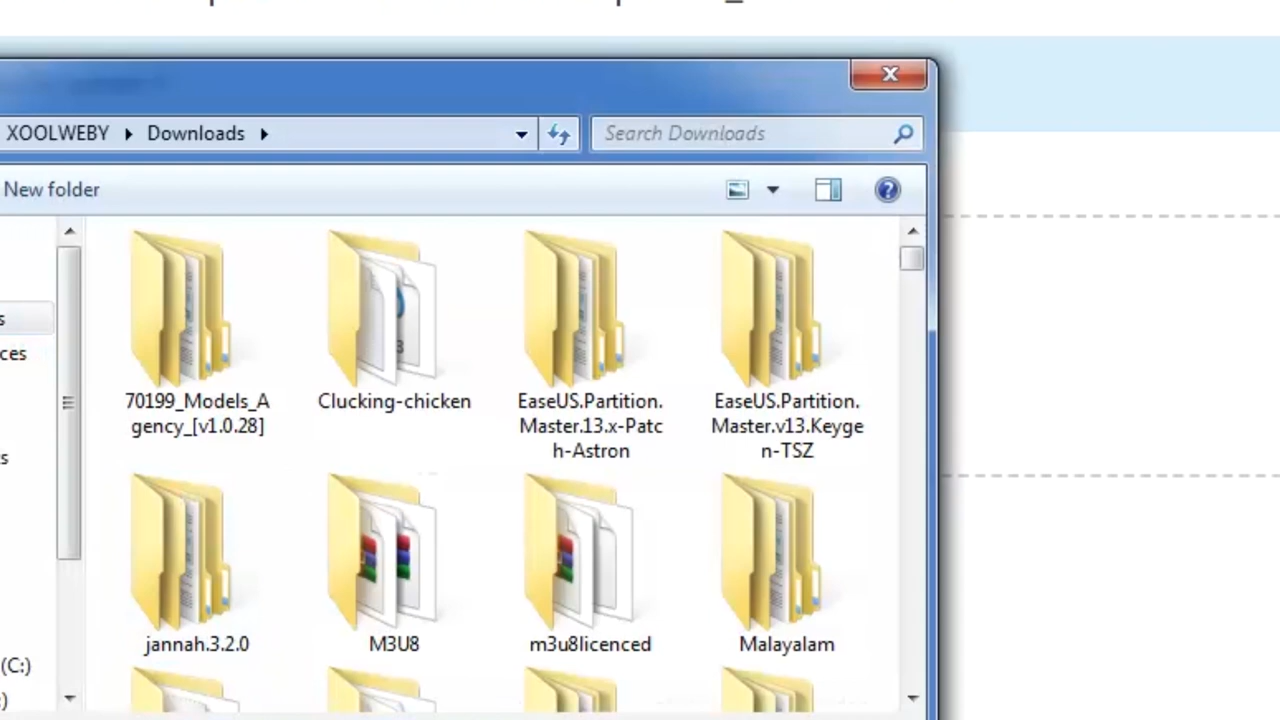 XOOLWEBY Downloads
Search Downloads
New folder
s
ces
s
(C:)
70199_Models_A
gency_[v1.0.28]
Clucking-chicken
EaseUS.Partition.
Master.13.x-Patc
h-Astron
EaseUS.Partition.
Master.v13.Keyge
n-TSZ
jannah.3.2.0
M3U8
m3u8licenced
Malayalam